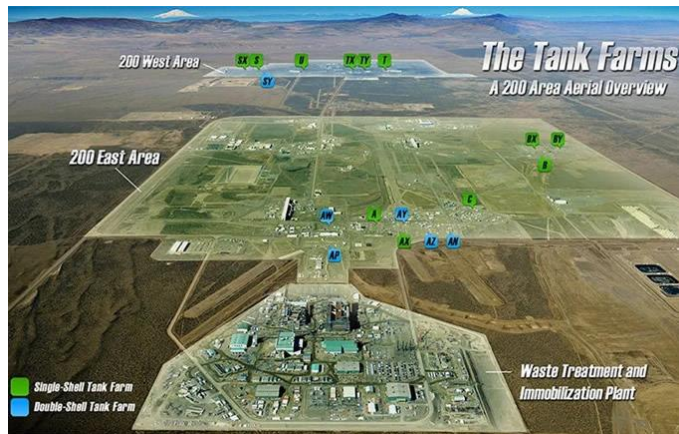 The Tank Farms
A 200 Area Aerial Overview
200 West Area
SX S U TX TY T
SY
200 East Area
BX BY
B
C
AW A AY
AX AZ AN
AP
Waste Treatment and
Immobilization Plant
Single-Shell Tank Farm
Double-Shell Tank Farm